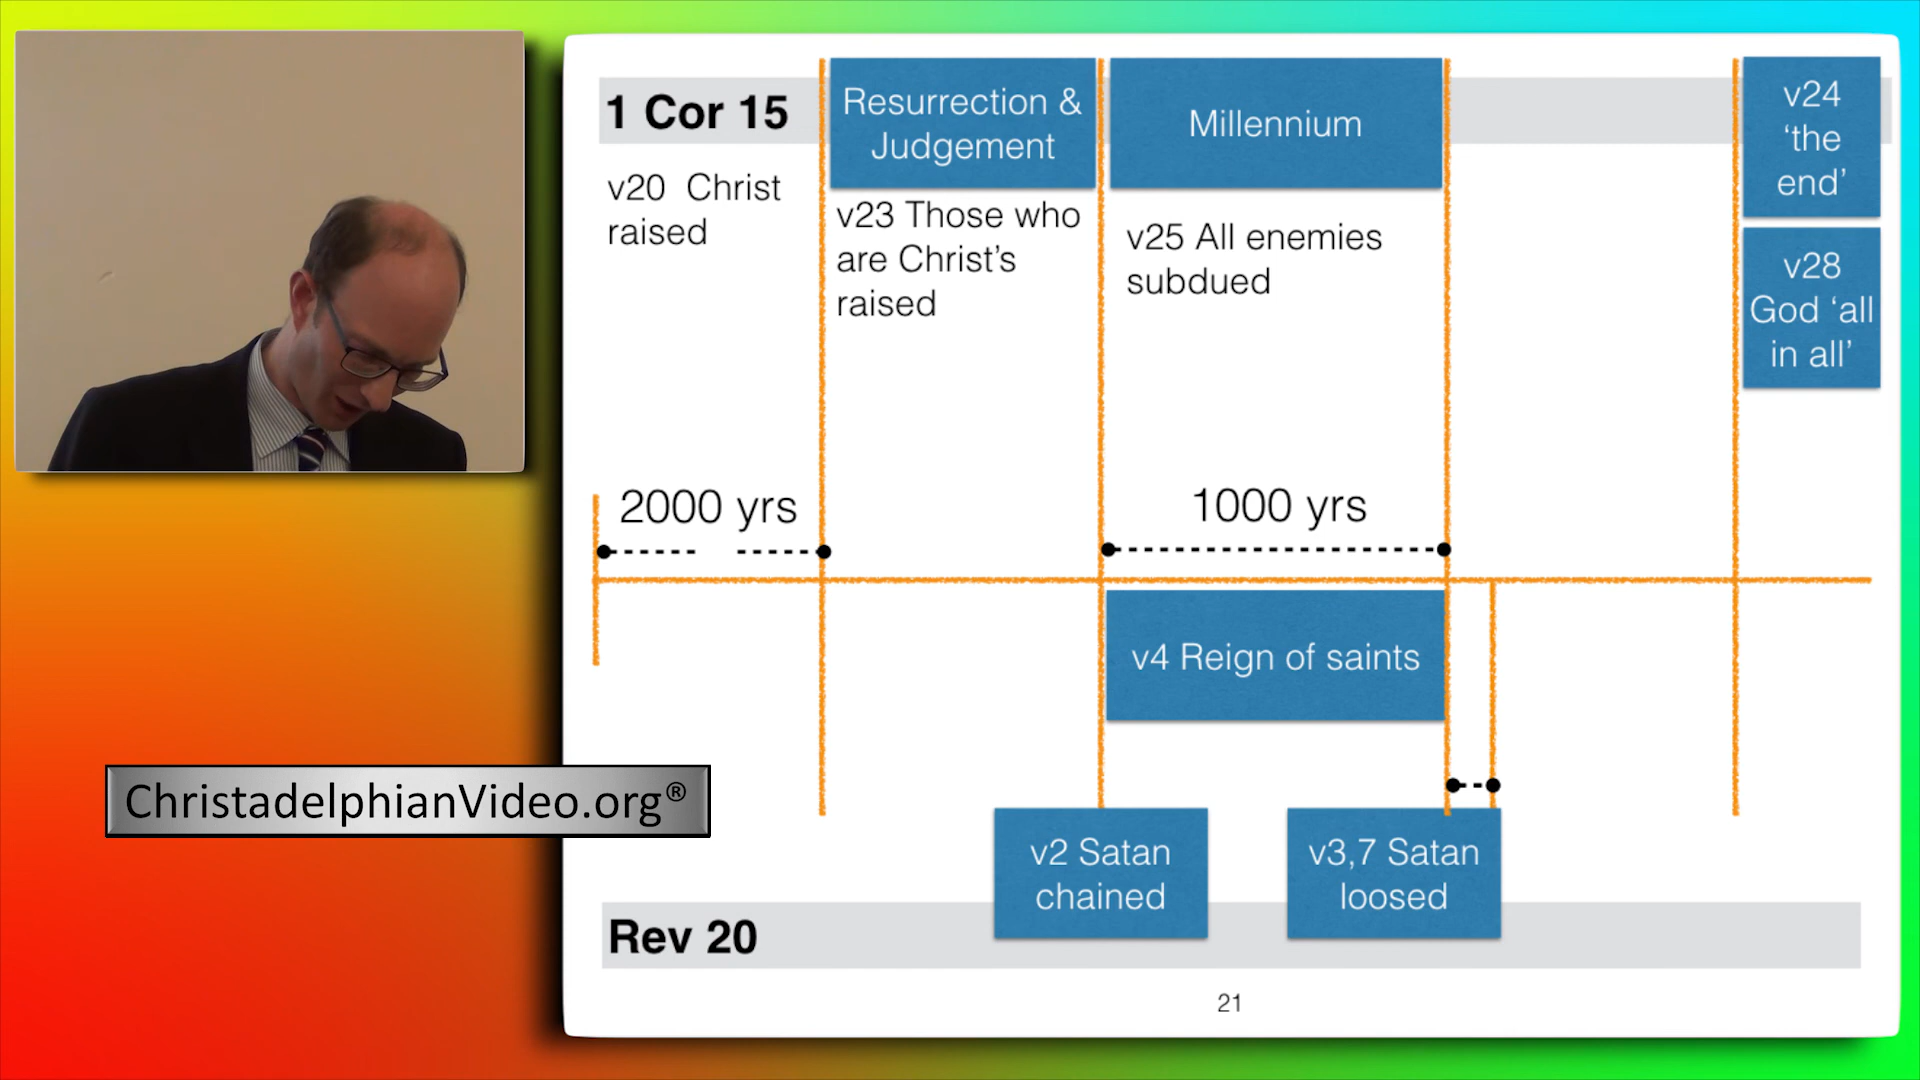 1 Cor 15
Resurrection &
Judgement
Millennium
v24
‘the
end’
v20  Christ
raised
v23 Those who
are Christ’s
raised
v25 All enemies
subdued
v28
God ‘all
in all’
2000 yrs
1000 yrs
v4 Reign of saints
ChristadelphianVideo.org®
v2 Satan
chained
v3,7 Satan
loosed
Rev 20
21